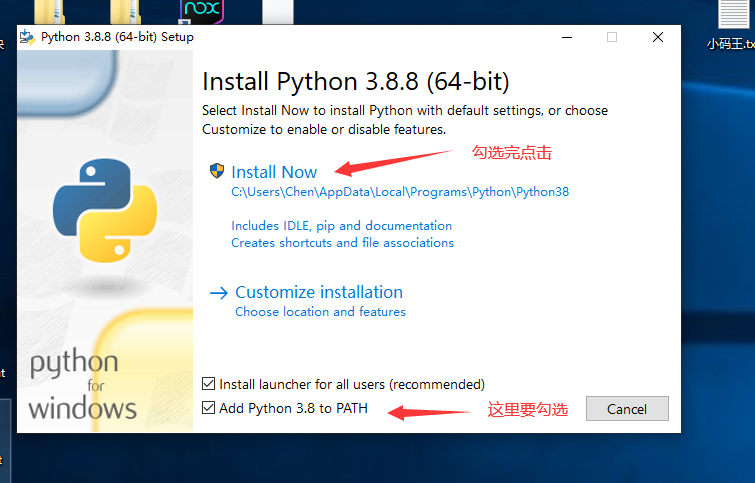 nox
小码王.tx
Python 3.8.8 (64-bit) Setup
Install Python 3.8.8 (64-bit)
Select Install Now to install Python with default settings, or choose
Customize to enable or disable features.
勾选完点击
Install Now
C:\Users\Chen\AppData\Local\Programs\Python\Python38
Includes IDLE, pip and documentation
Creates shortcuts and file associations
Customize installation
Choose location and features
python
for
windows
Install launcher for all users (recommended)
Add Python 3.8 to PATH
这里要勾选
Cancel